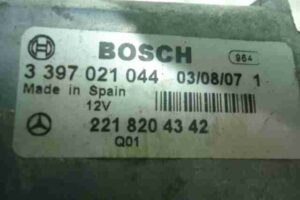 BOSCH 964
3 397 021 044 03/08/07 1
Made in Spain
12V
221 820 43 42
Q01